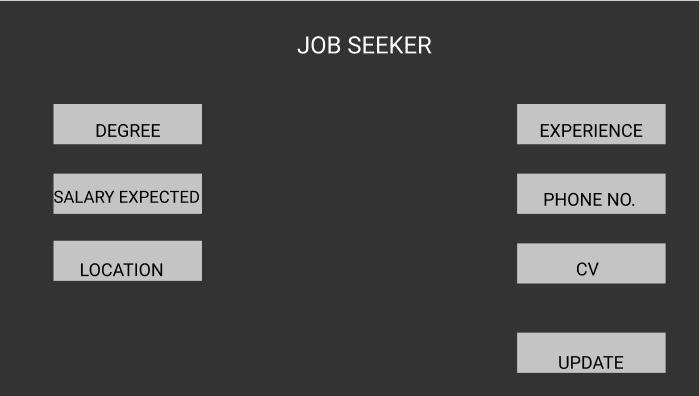 JOB SEEKER
DEGREE
EXPERIENCE
SALARY EXPECTED
PHONE NO.
LOCATION
CV
UPDATE